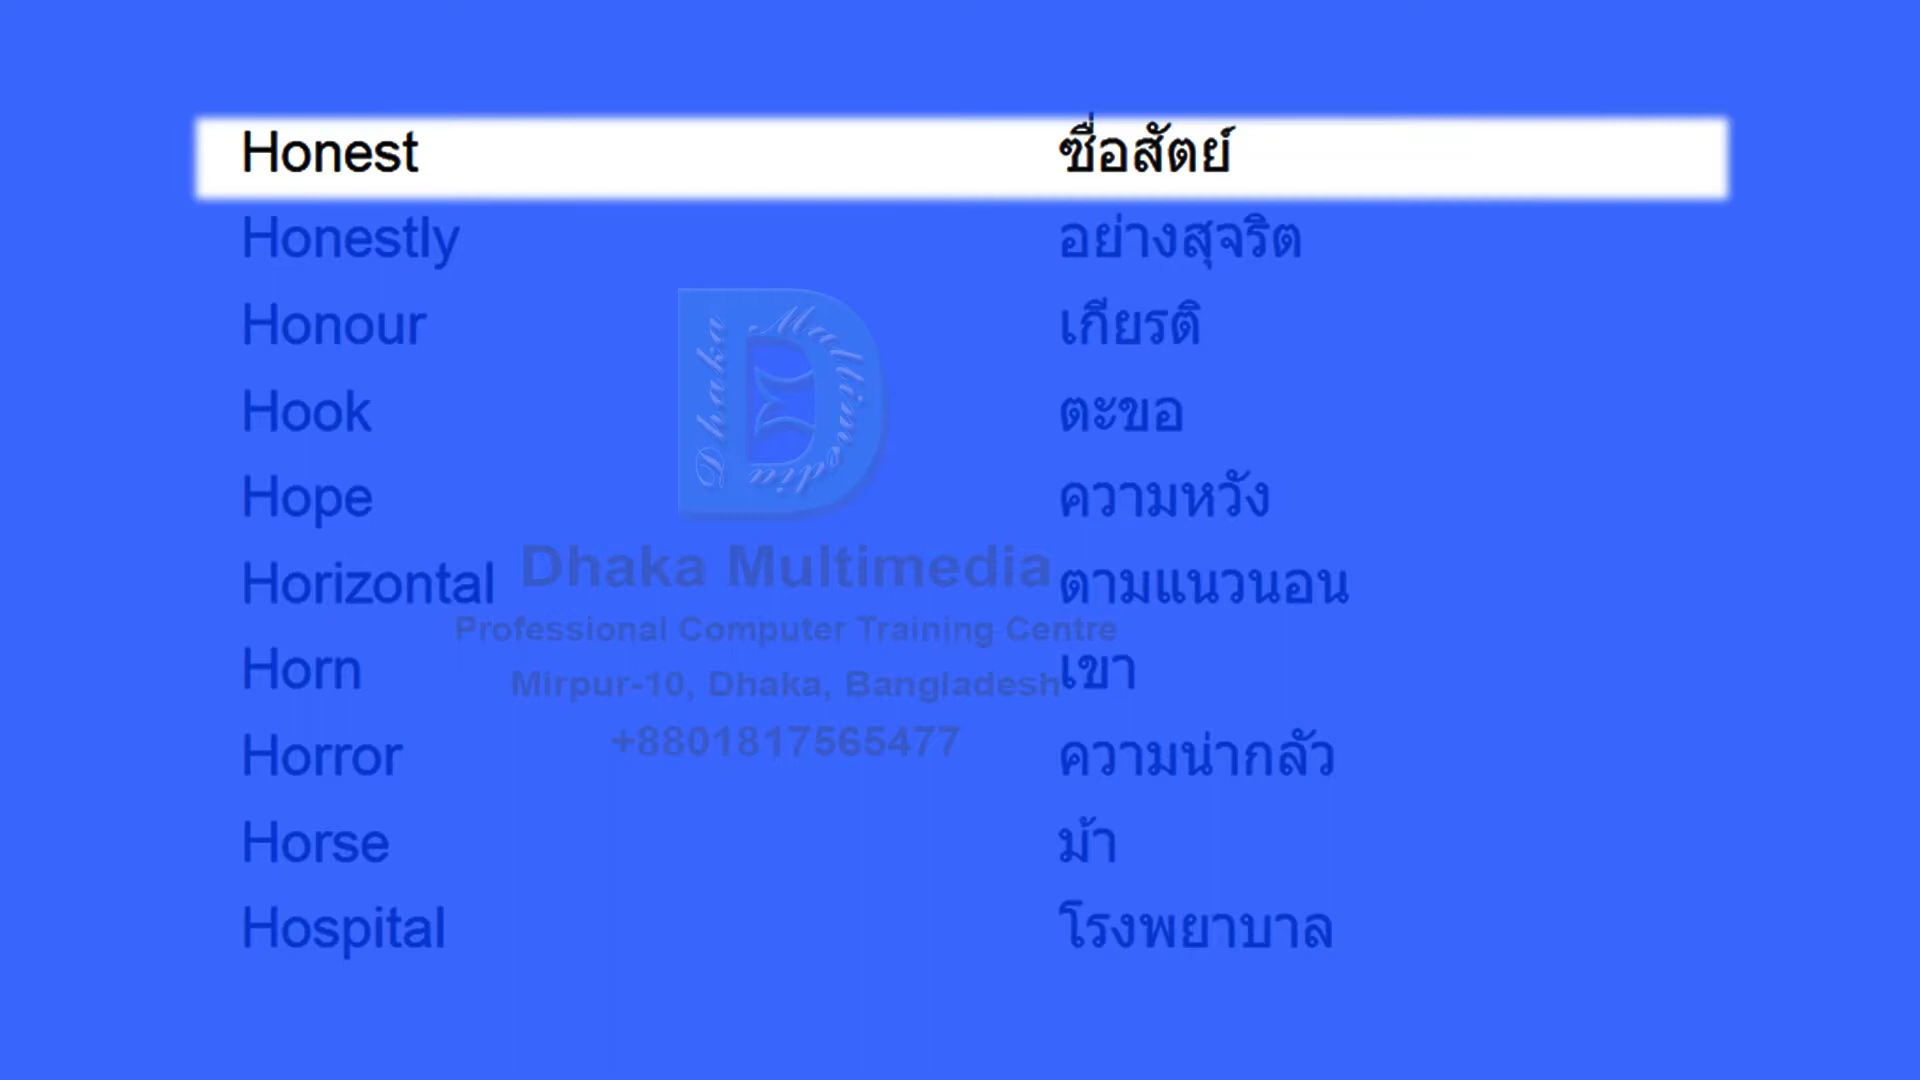 Honest ซื่อสัตย์
Honestly อย่างสุจริต
Honour เกียรติ
Hook ตะขอ
Hope ความหวัง
Horizontal ตามแนวนอน
Horn เขา
Horror ความน่ากลัว
Horse ม้า
Hospital โรงพยาบาล
Dhaka Multimedia
Dhaka Multimedia
Professional Computer Training Centre
Mirpur-10, Dhaka, Bangladesh
+8801817565477